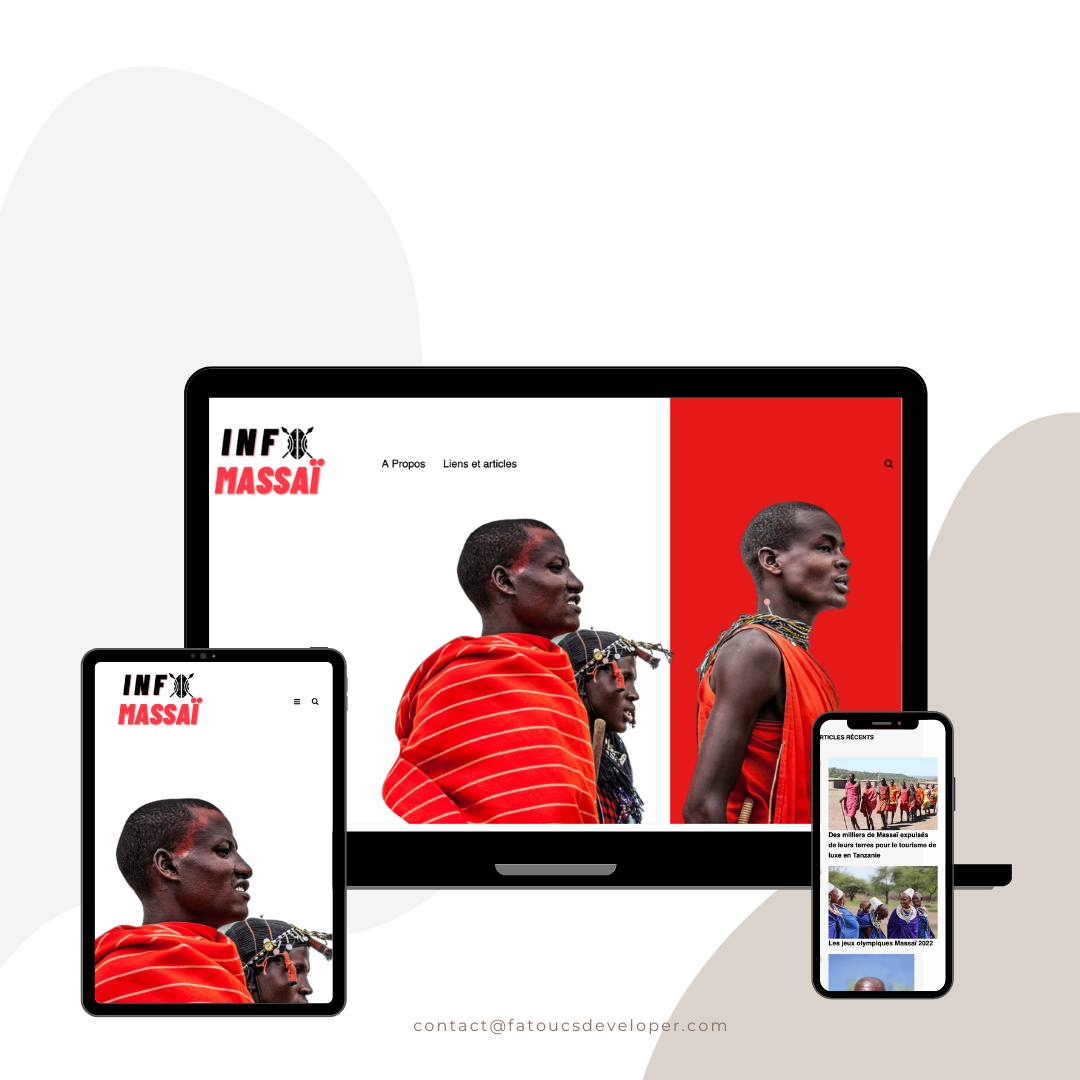 INFO
MASSAÏ
A Propos Liens et articles
INFO
MASSAÏ
RTICLES RÉCENTS
Des milliers de Massaï expulsés
de leurs terres pour le tourisme de
luxe en Tanzanie
Les jeux olympiques Massaï 2022
contact@fatoucsdeveloper.com